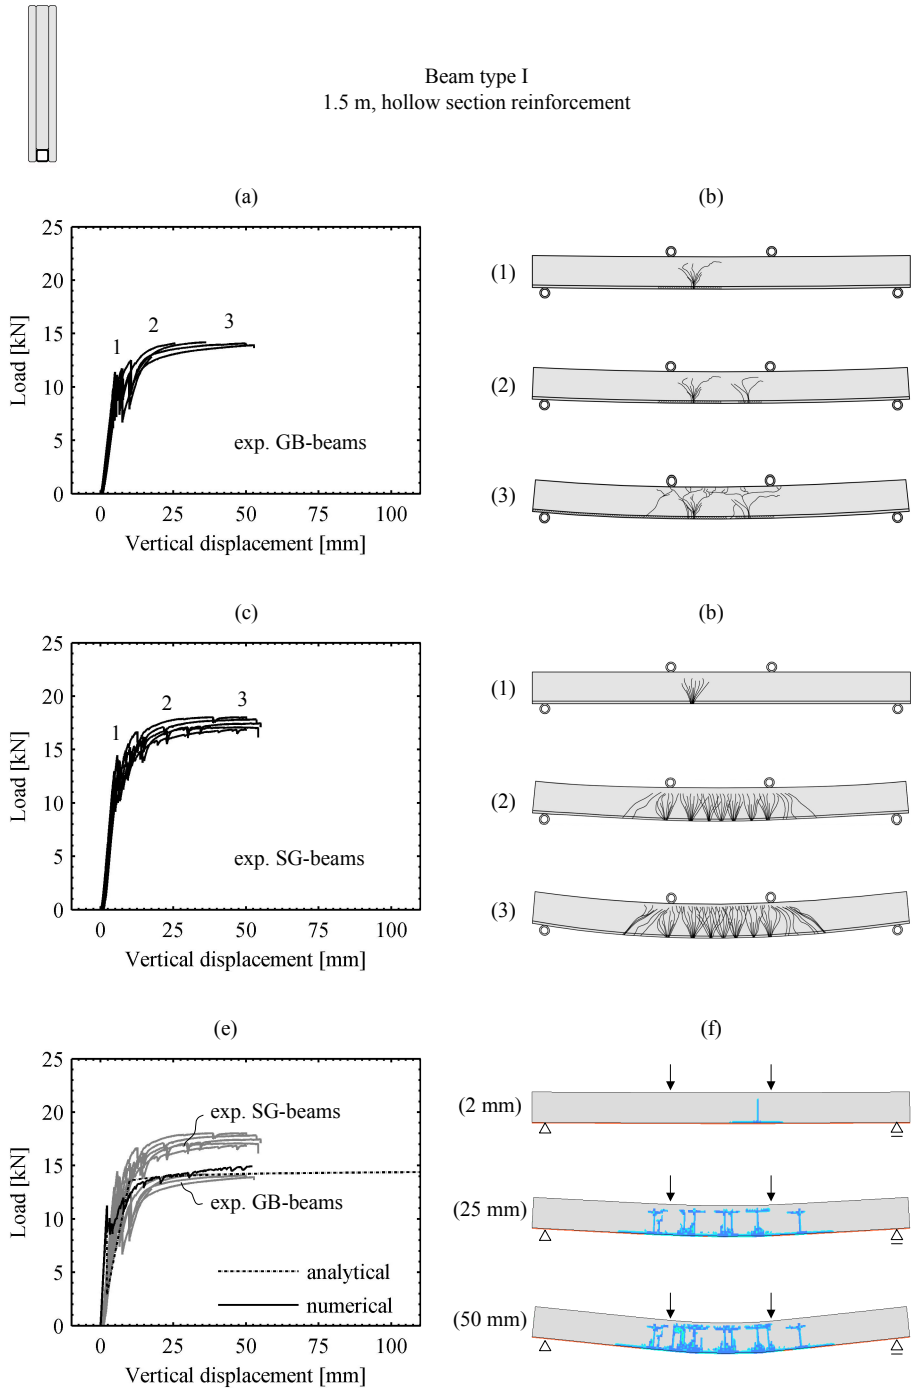 Beam type I
1.5 m, hollow section reinforcement
(a)
25
20
15
10
5
0
Load [kN]
1
2
3
exp. GB-beams
0 25 50 75 100
Vertical displacement [mm]
(b)
(1)
(2)
(3)
(c)
25
20
15
10
5
0
Load [kN]
1
2
3
exp. SG-beams
0 25 50 75 100
Vertical displacement [mm]
(b)
(1)
(2)
(3)
(e)
25
20
15
10
5
0
Load [kN]
exp. SG-beams
exp. GB-beams
analytical
numerical
0 25 50 75 100
Vertical displacement [mm]
(f)
(2 mm)
(25 mm)
(50 mm)